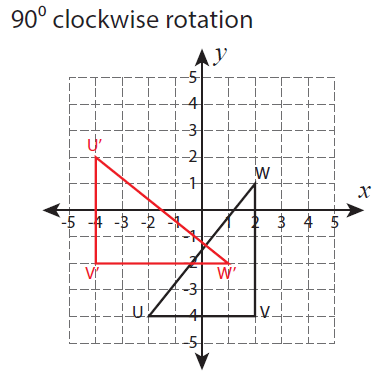 90⁰ clockwise rotation
y
5
4
3
U'
2
W
1
x
-5 -4 -3 -2 -1 1 2 3 4 5
-1
-2
V' W'
-3
U -4 V
-5